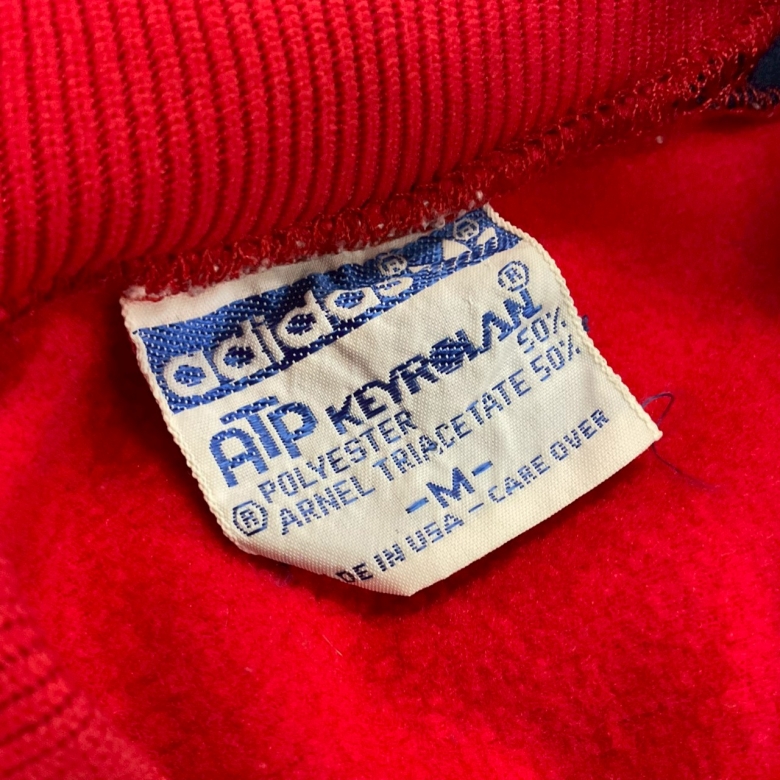 adidas ®
ATP KEYROLAN ®
POLYESTER 50%
® ARNEL TRIACETATE 50%
-M-
DE IN USA - CARE OVER